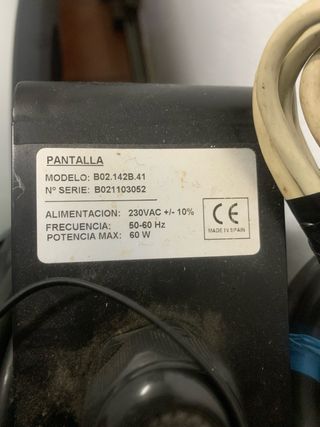 PANTALLA
MODELO: B02.142B.41
Nº SERIE: B021103052
ALIMENTACION: 230VAC +/- 10%
FRECUENCIA: 50-60 Hz
POTENCIA MAX: 60 W
CE
MADE IN SPAIN